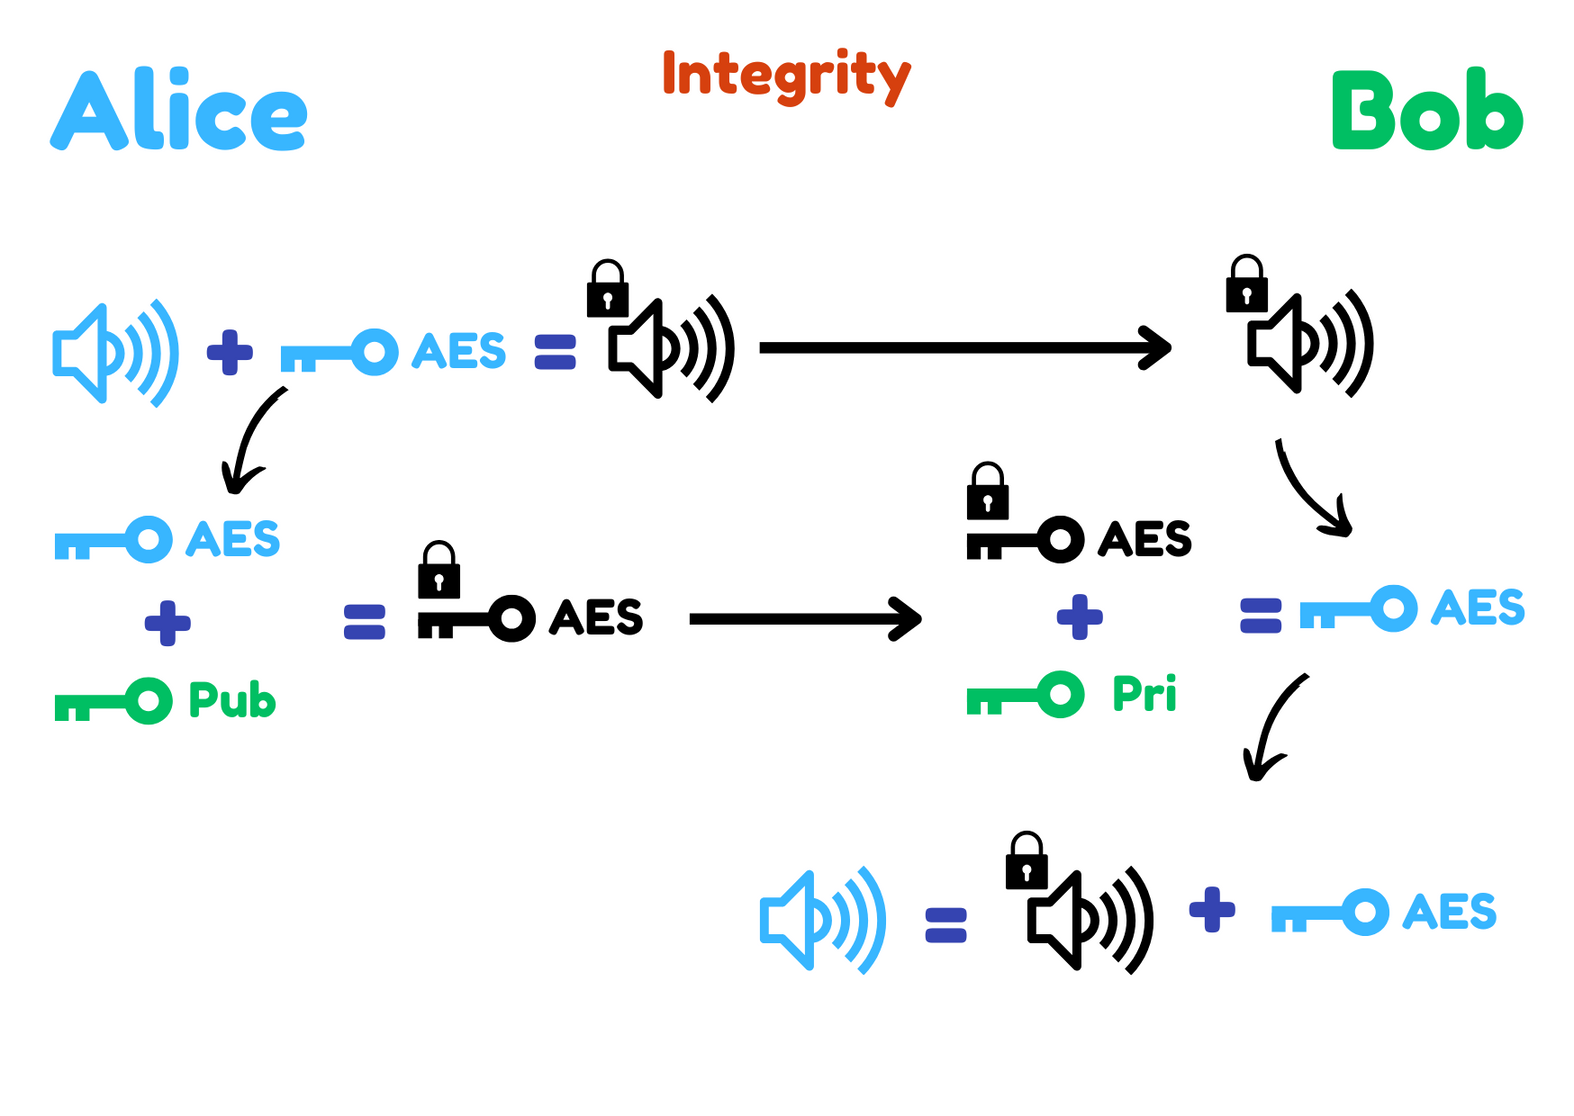 Integrity
Alice
Bob
AES
AES
AES
AES
AES
Pub
Pri
AES